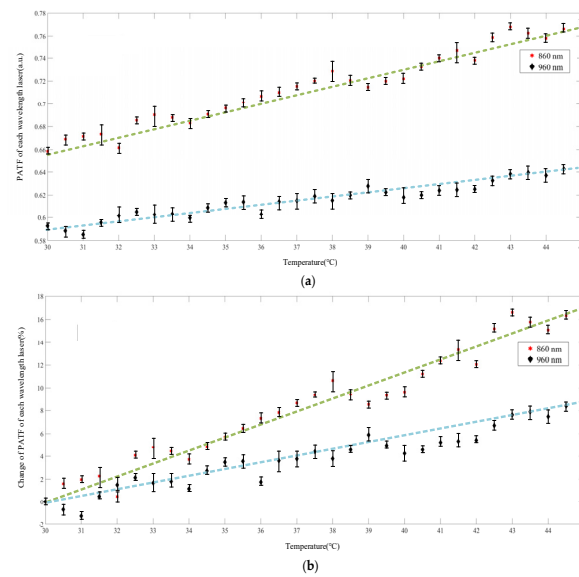 0.78
0.76
0.74
0.72
0.7
0.68
0.66
0.64
0.62
0.6
0.58
PATF of each wavelength laser(a.u.)
860 nm
960 nm
30 31 32 33 34 35 36 37 38 39 40 41 42 43 44
Temperature(℃)
(a)
18
16
14
12
10
8
6
4
2
0
-2
Change of PATF of each wavelength laser(%)
860 nm
960 nm
30 31 32 33 34 35 36 37 38 39 40 41 42 43 44
Temperature(℃)
(b)